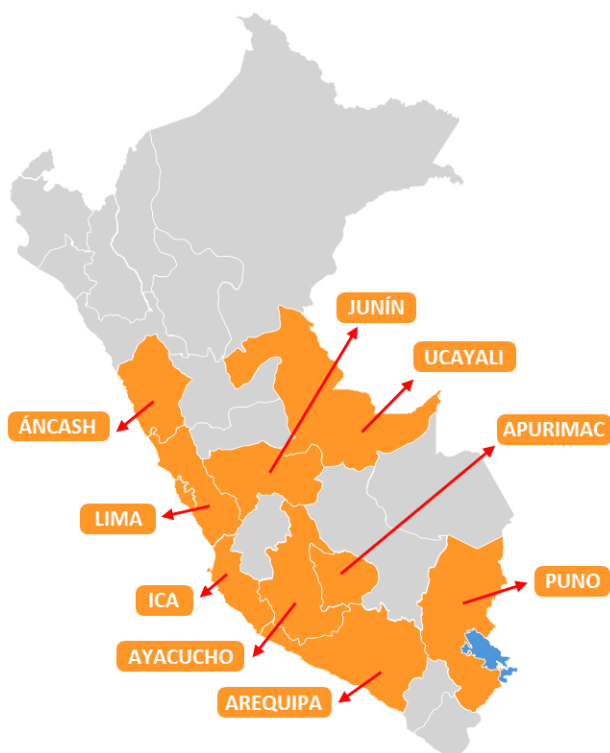 JUNÍN
UCAYALI
ÁNCASH
APURIMAC
LIMA
PUNO
ICA
AYACUCHO
AREQUIPA